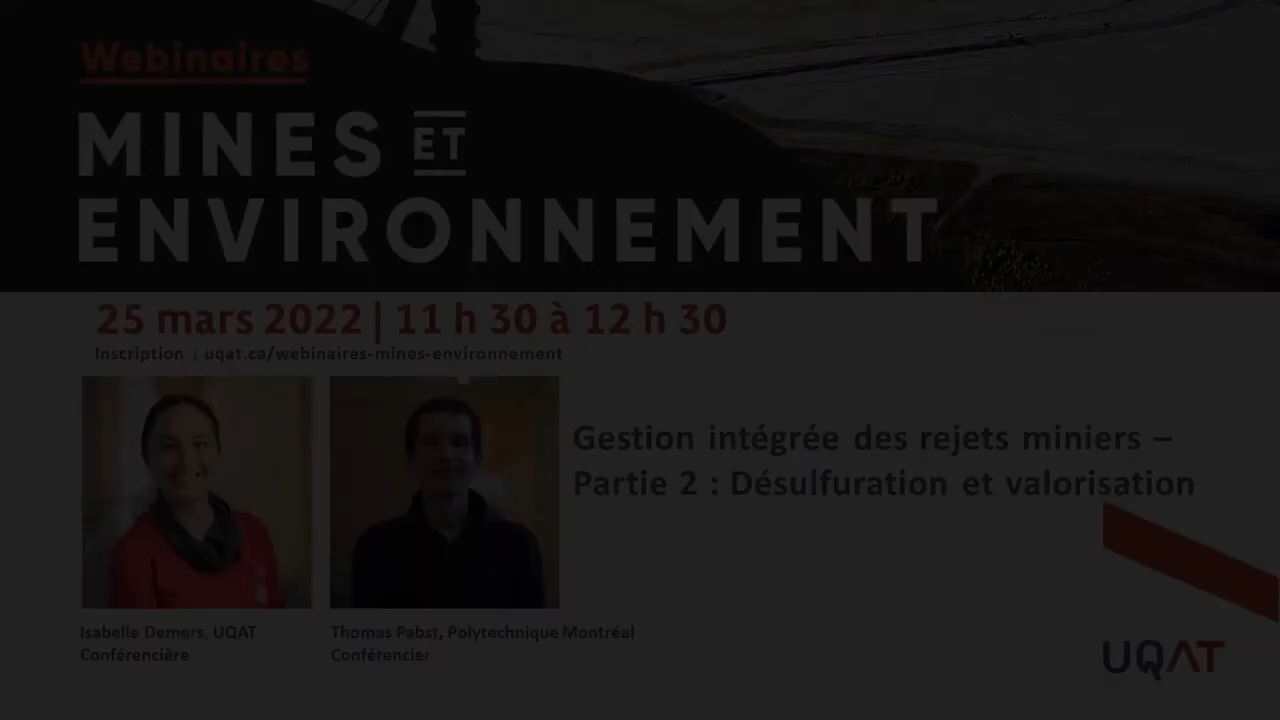 Webinaires
MINES ET
ENVIRONNEMENT
25 mars 2022 | 11 h 30 à 12 h 30
Inscription : uqat.ca/webinaires-mines-environnement
Gestion intégrée des rejets miniers –
Partie 2 : Désulfuration et valorisation
Isabelle Demers, UQAT
Conférencière
Thomas Pabst, Polytechnique Montréal
Conférencier
UQAT